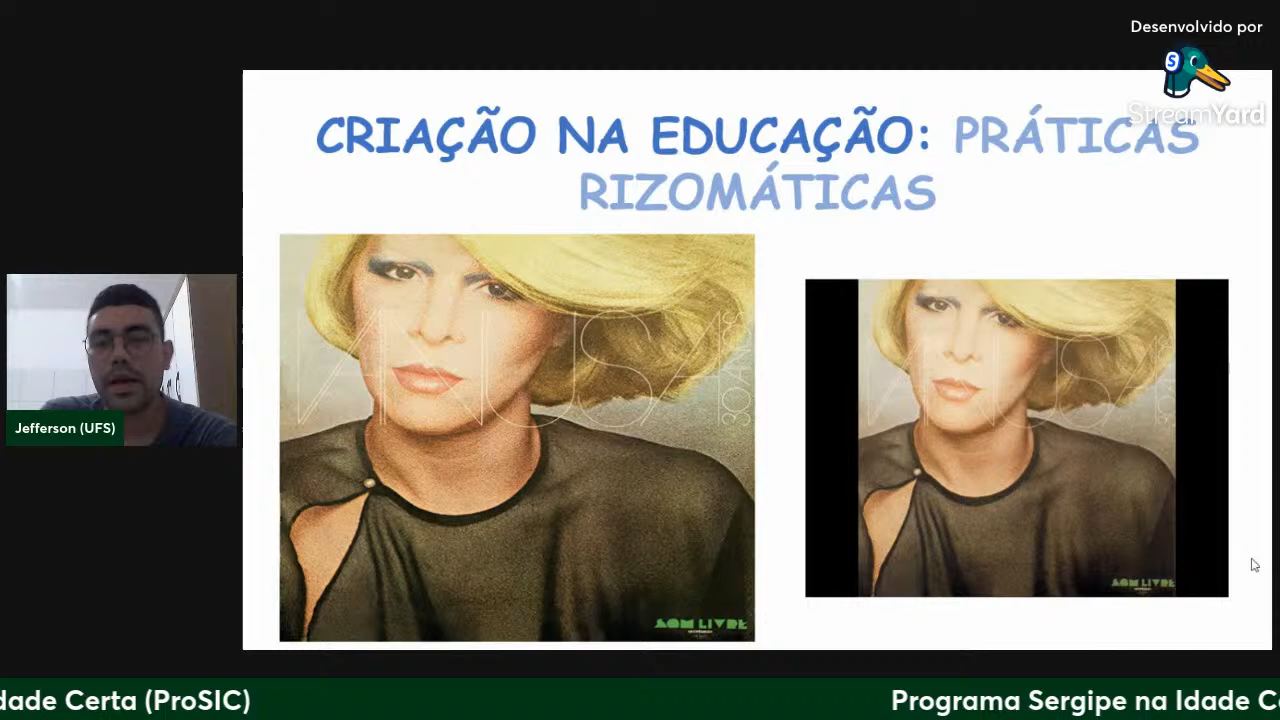 Desenvolvido por
StreamYard
CRIAÇÃO NA EDUCAÇÃO: PRÁTICAS
RIZOMÁTICAS
SOM LIVRE
SOM LIVRE
Jefferson (UFS)
dade Certa (ProSIC)
Programa Sergipe na Idade Ce